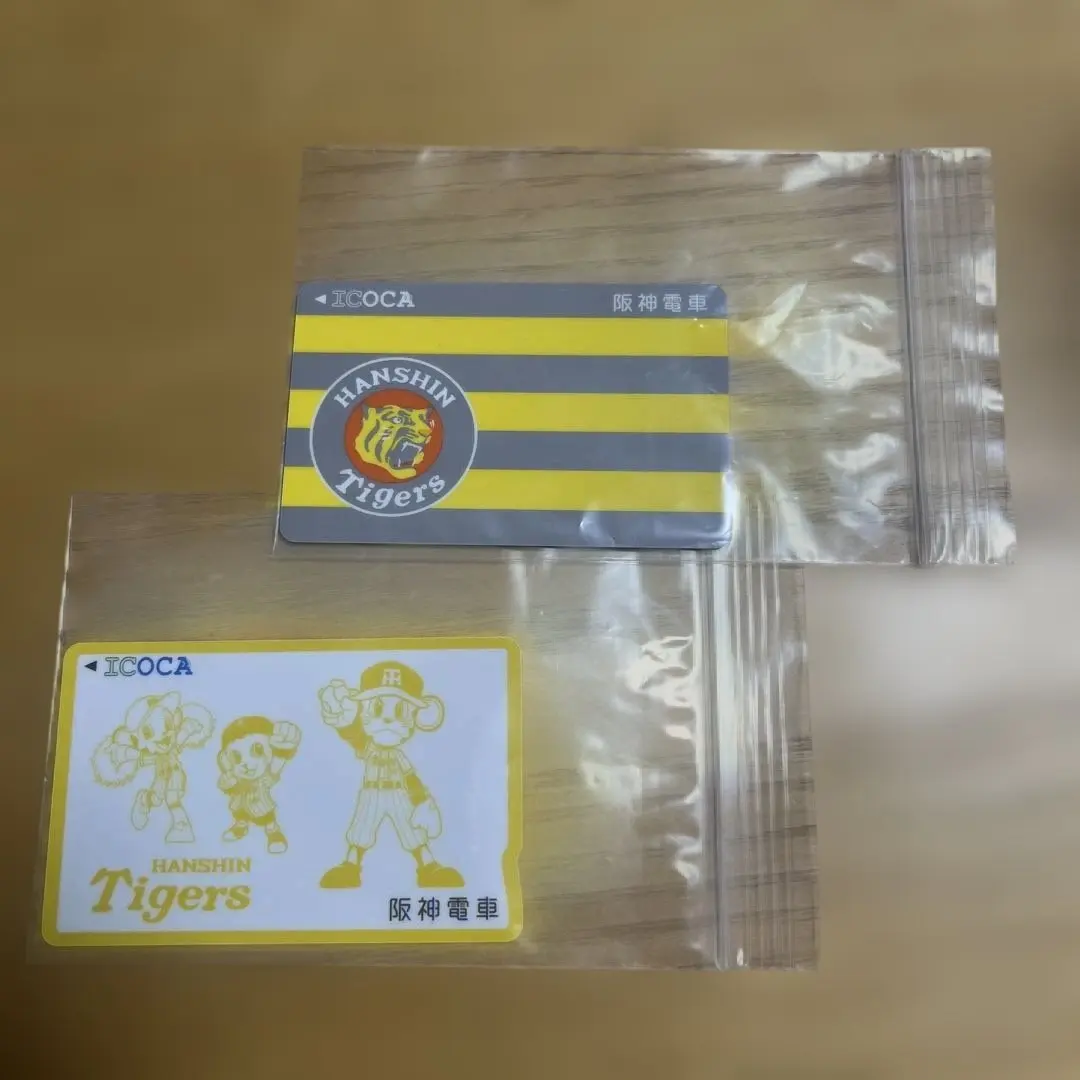 ◀ICOCA
阪神電車
HANSHIN
Tigers
◀ICOCA
HANSHIN
Tigers
阪神電車